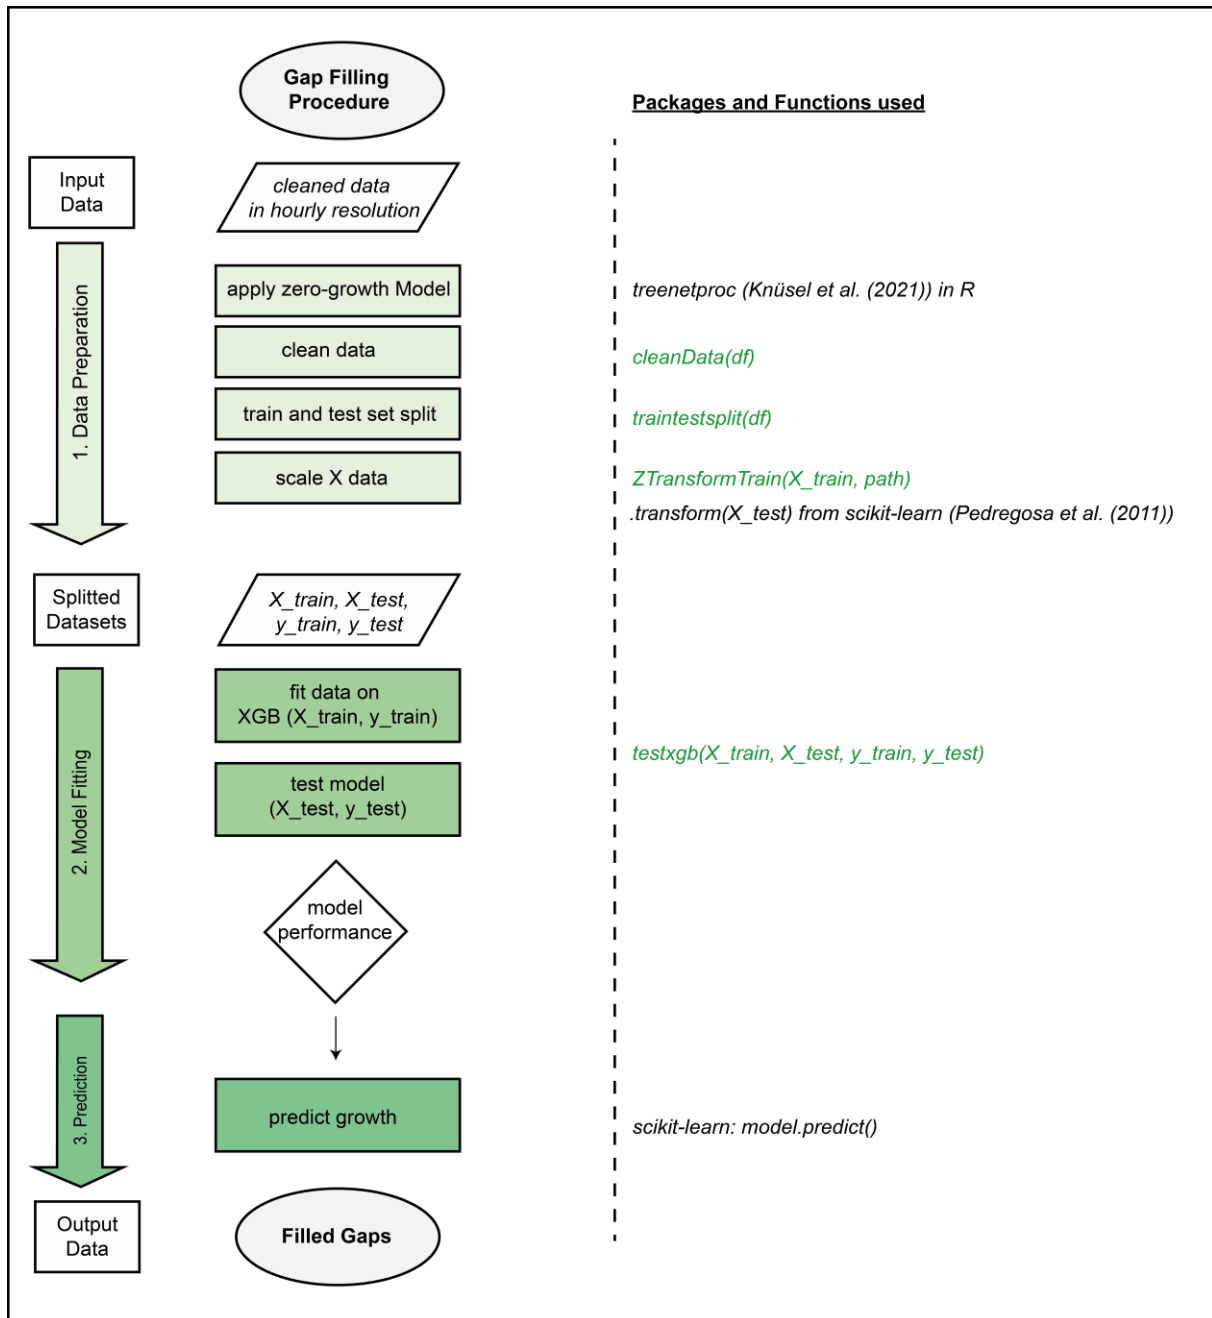 Gap Filling
Procedure
Packages and Functions used
Input
Data
cleaned data
in hourly resolution
1. Data Preparation
apply zero-growth Model
treenetproc (Knüsel et al. (2021)) in R
clean data
cleanData(df)
train and test set split
traintestsplit(df)
scale X data
ZTransformTrain(X_train, path)
.transform(X_test) from scikit-learn (Pedregosa et al. (2011))
Splitted
Datasets
X_train, X_test,
y_train, y_test
2. Model Fitting
fit data on
XGB (X_train, y_train)
testxgb(X_train, X_test, y_train, y_test)
test model
(X_test, y_test)
model
performance
3. Prediction
predict growth
scikit-learn: model.predict()
Output
Data
Filled Gaps